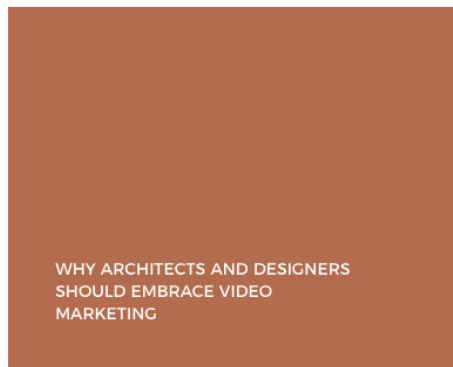 WHY ARCHITECTS AND DESIGNERS
SHOULD EMBRACE VIDEO
MARKETING